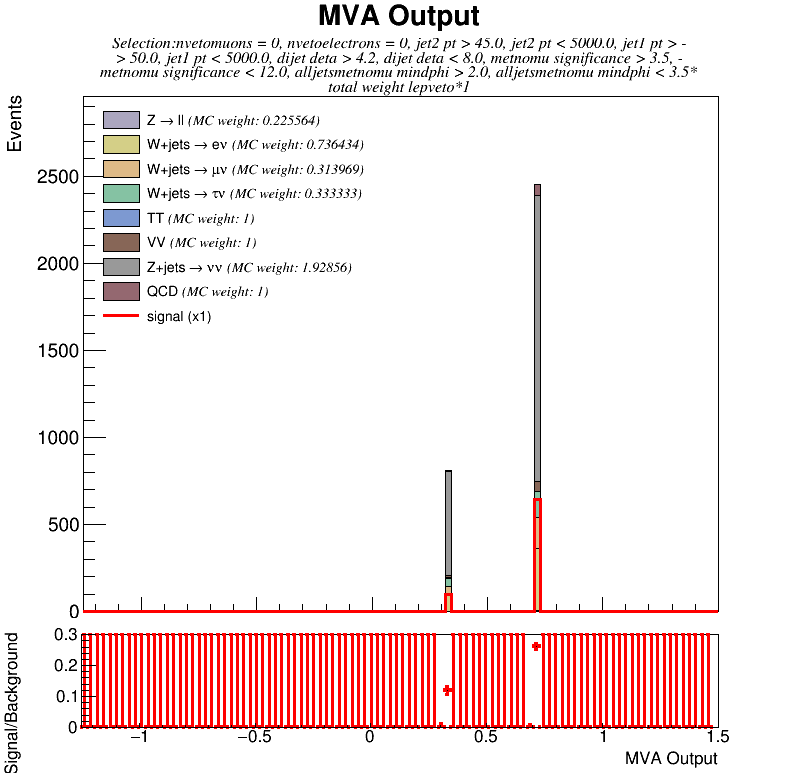 MVA Output
Selection:nvetomuons = 0, nvetoelectrons = 0, jet2 pt > 45.0, jet2 pt < 5000.0, jet1 pt > -
> 50.0, jet1 pt < 5000.0, dijet deta > 4.2, dijet deta < 8.0, metnomu significance > 3.5, -
metnomu significance < 12.0, alljetsmetnomu mindphi > 2.0, alljetsmetnomu mindphi < 3.5*
total weight lepveto*1
Events
Z → ll (MC weight: 0.225564)
W+jets → eν (MC weight: 0.736434)
W+jets → μν (MC weight: 0.313969)
W+jets → τν (MC weight: 0.333333)
TT (MC weight: 1)
VV (MC weight: 1)
Z+jets → νν (MC weight: 1.92856)
QCD (MC weight: 1)
signal (x1)
2500
2000
1500
1000
500
0
Signal/Background
0.3
0.2
0.1
0
−1 −0.5 0 0.5 1 1.5
MVA Output